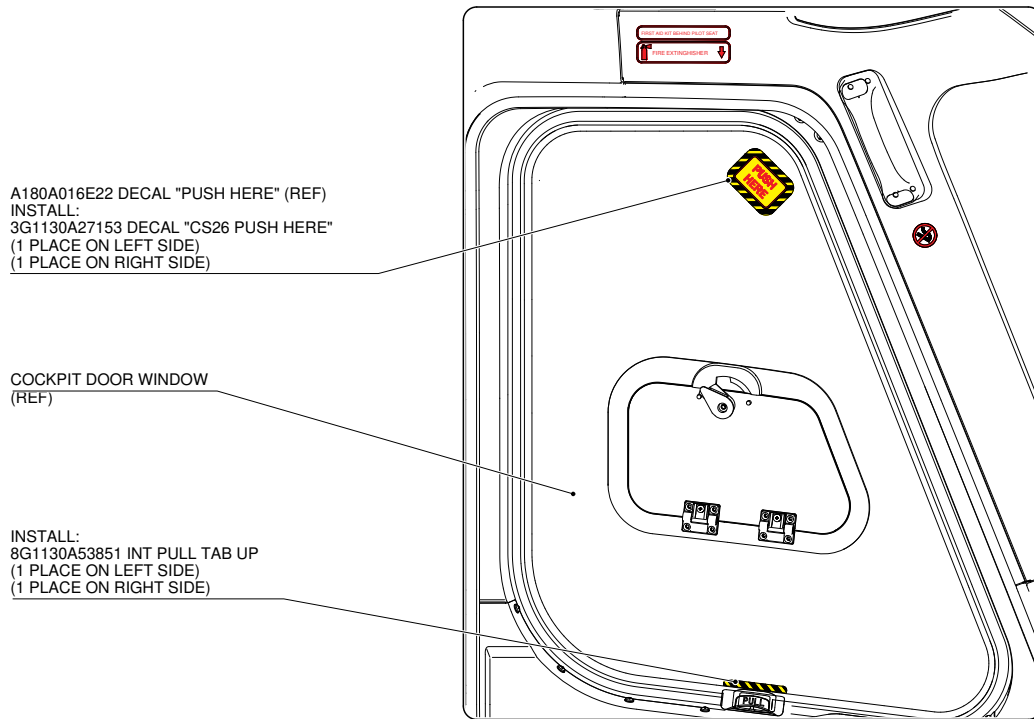 FIRST AID KIT BEHIND PILOT SEAT
FIRE EXTINGHISHER
PUSH
HERE
A180A016E22 DECAL "PUSH HERE" (REF)
INSTALL:
3G1130A27153 DECAL "CS26 PUSH HERE"
(1 PLACE ON LEFT SIDE)
(1 PLACE ON RIGHT SIDE)
COCKPIT DOOR WINDOW
(REF)
INSTALL:
8G1130A53851 INT PULL TAB UP
(1 PLACE ON LEFT SIDE)
(1 PLACE ON RIGHT SIDE)
PULL